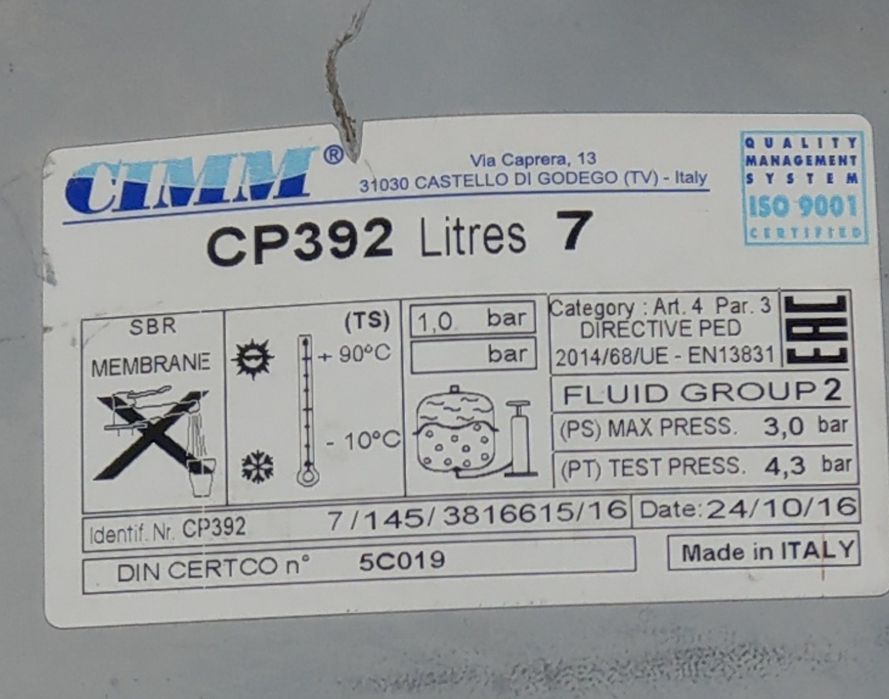 CIMM®
Via Caprera, 13
31030 CASTELLO DI GODEGO (TV) - Italy
QUALITY
MANAGEMENT
SYSTEM
ISO 9001
CERTIFIED
CP392 Litres 7
SBR
MEMBRANE
(TS)
+ 90°C
- 10°C
1,0 bar
bar
Category : Art. 4 Par. 3
DIRECTIVE PED
2014/68/UE - EN13831
EAC
FLUID GROUP 2
(PS) MAX PRESS. 3,0 bar
(PT) TEST PRESS. 4,3 bar
Identif. Nr. CP392 7/145/3816615/16 Date: 24/10/16
DIN CERTCO n° 5C019
Made in ITALY